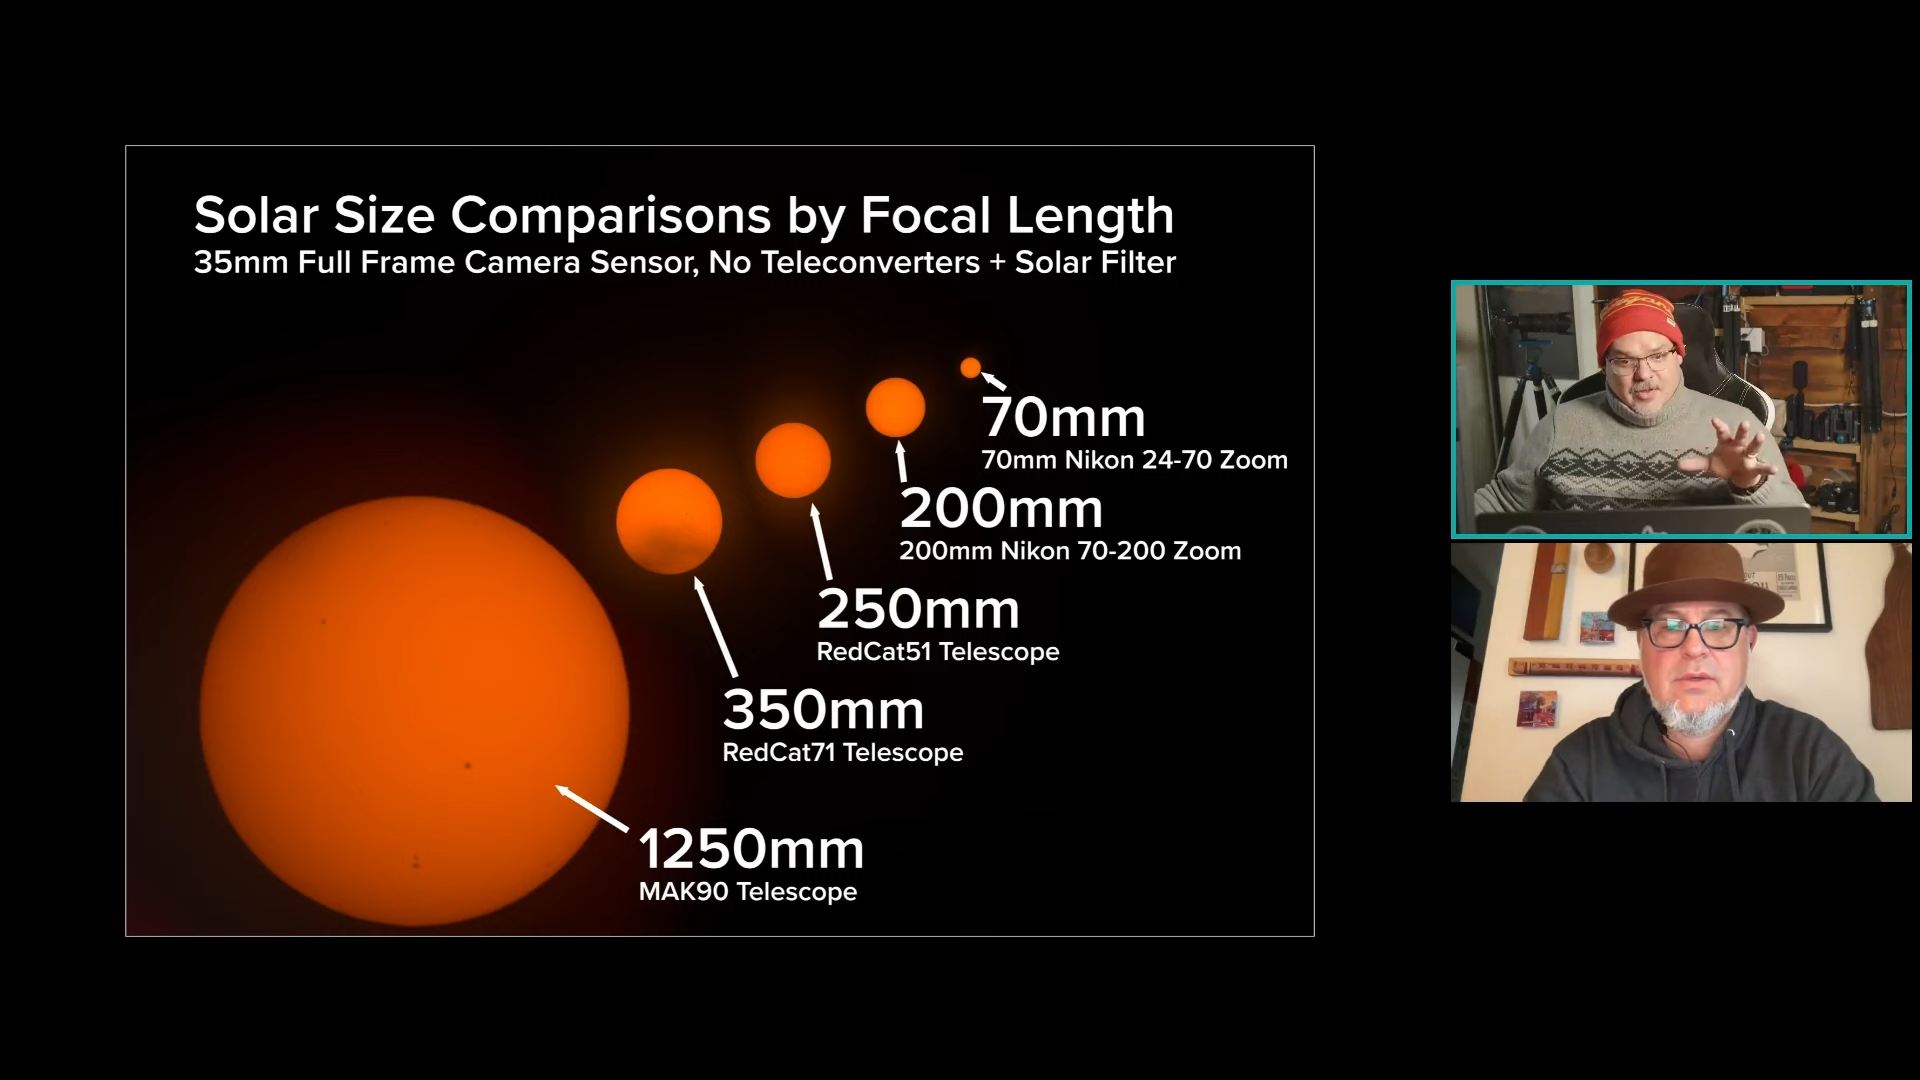 Solar Size Comparisons by Focal Length
35mm Full Frame Camera Sensor, No Teleconverters + Solar Filter
70mm
70mm Nikon 24-70 Zoom
200mm
200mm Nikon 70-200 Zoom
250mm
RedCat51 Telescope
350mm
RedCat71 Telescope
1250mm
MAK90 Telescope